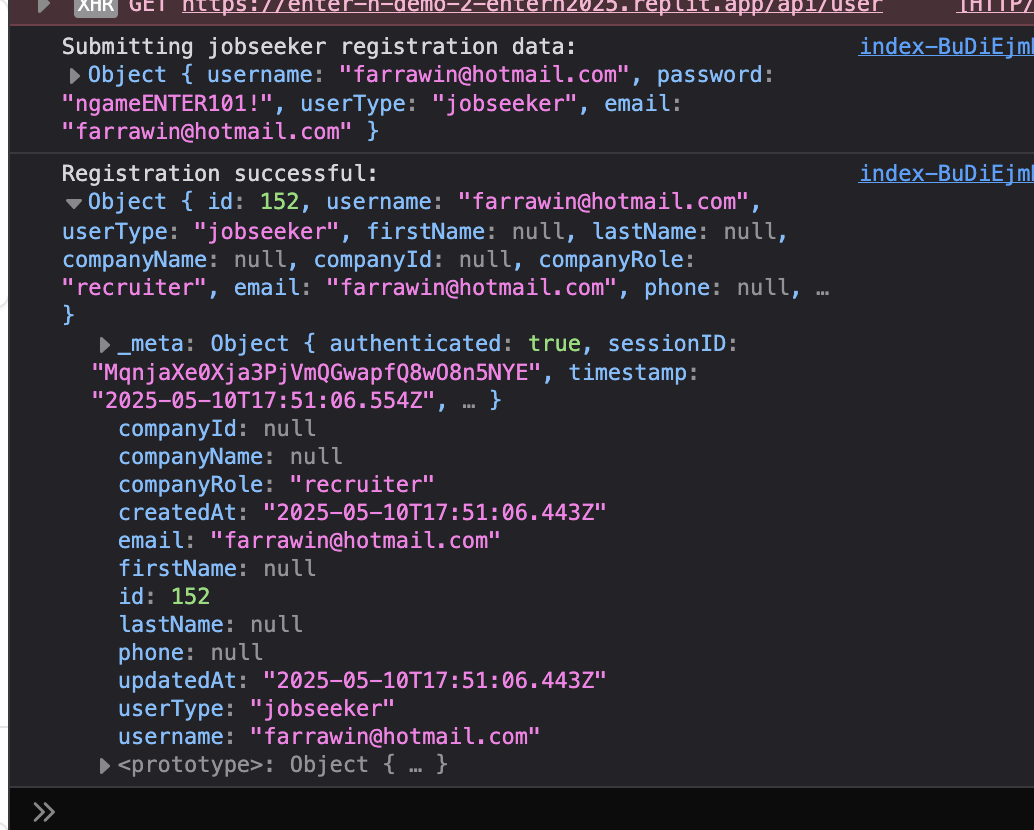 XHR GET https://enter-n-demo-2-entern2025.replit.app/api/user [HTTP/
Submitting jobseeker registration data: index-BuDiEjm
Object { username: "farrawin@hotmail.com", password:
"ngameENTER101!", userType: "jobseeker", email:
"farrawin@hotmail.com" }
Registration successful: index-BuDiEjm
Object { id: 152, username: "farrawin@hotmail.com",
userType: "jobseeker", firstName: null, lastName: null,
companyName: null, companyId: null, companyRole:
"recruiter", email: "farrawin@hotmail.com", phone: null, …
}
_meta: Object { authenticated: true, sessionID:
"MqnjaXe0Xja3PjVmQGwapfQ8wO8n5NYE", timestamp:
"2025-05-10T17:51:06.554Z", … }
companyId: null
companyName: null
companyRole: "recruiter"
createdAt: "2025-05-10T17:51:06.443Z"
email: "farrawin@hotmail.com"
firstName: null
id: 152
lastName: null
phone: null
updatedAt: "2025-05-10T17:51:06.443Z"
userType: "jobseeker"
username: "farrawin@hotmail.com"
<prototype>: Object { … }